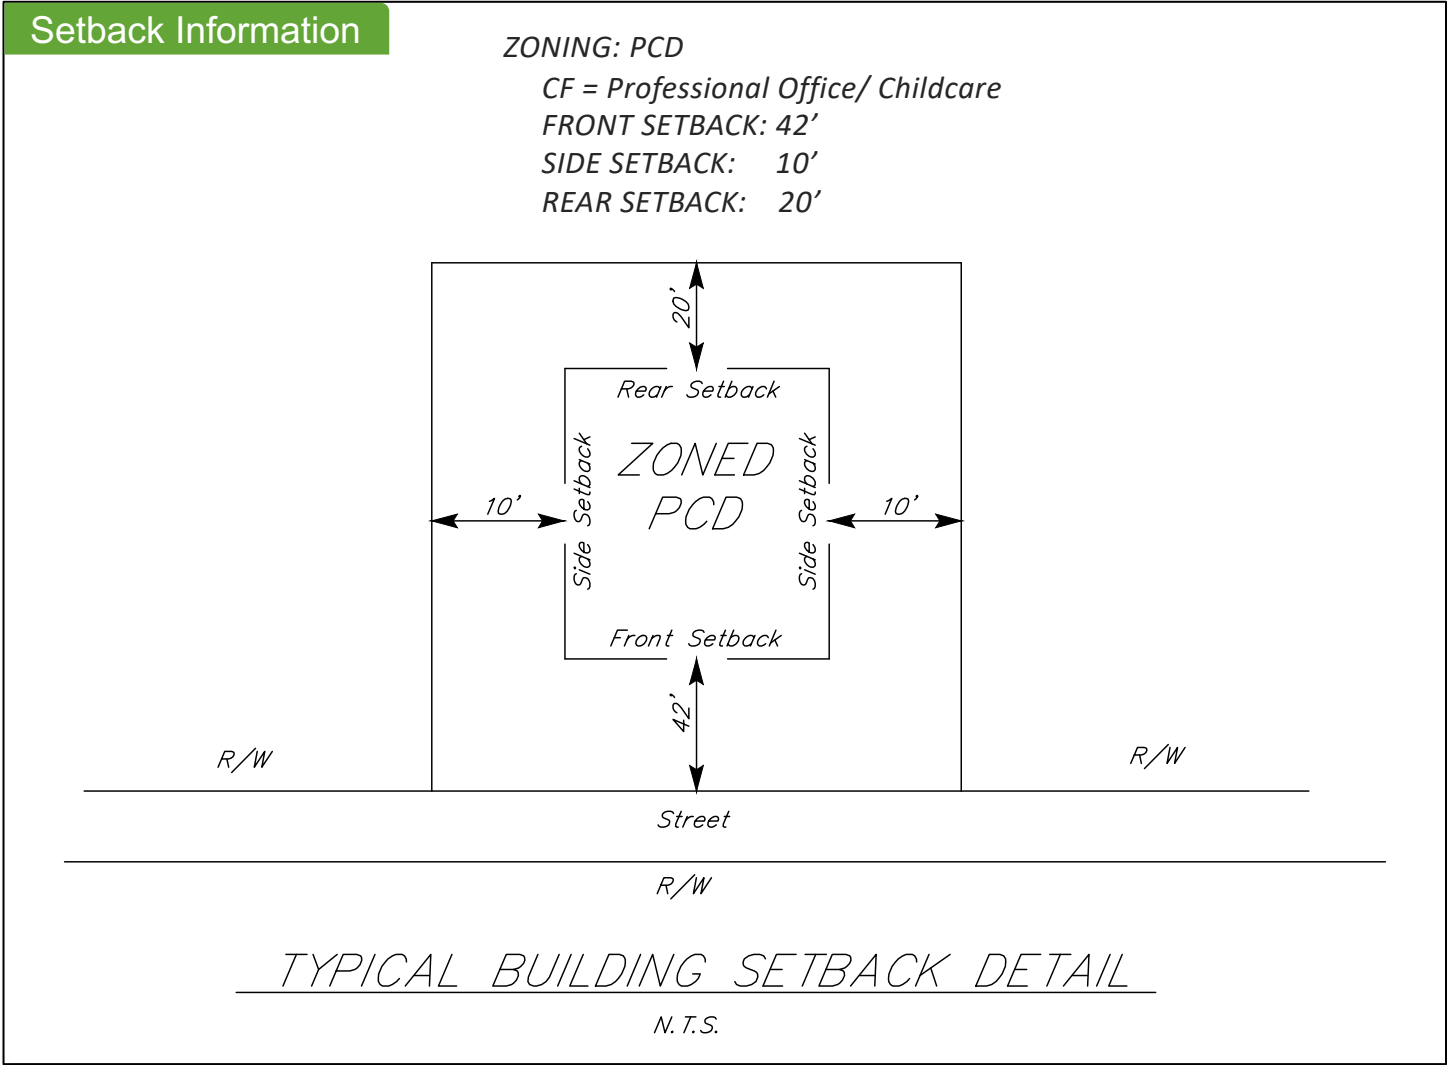 Setback Information
ZONING: PCD
CF = Professional Office/ Childcare
FRONT SETBACK: 42’
SIDE SETBACK: 10’
REAR SETBACK: 20’
20’
Rear Setback
ZONED
PCD
Side Setback
Side Setback
10’
10’
Front Setback
42’
R/W
R/W
Street
R/W
TYPICAL BUILDING SETBACK DETAIL
N.T.S.